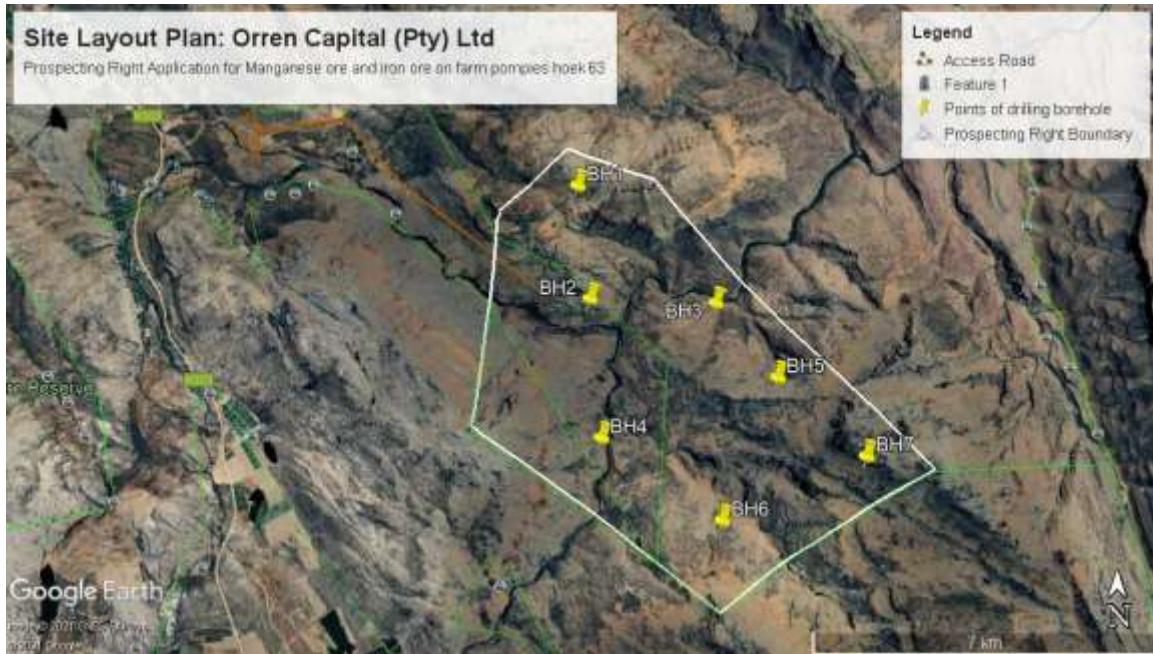 Site Layout Plan: Orren Capital (Pty) Ltd
Prospecting Right Application for Manganese ore and iron ore on farm pompies hoek 63
Legend
Access Road
Feature 1
Points of drilling borehole
Prospecting Right Boundary
BH1
BH2
BH3
BH5
Reserve
BH4
BH7
BH6
Google Earth
N
7 km